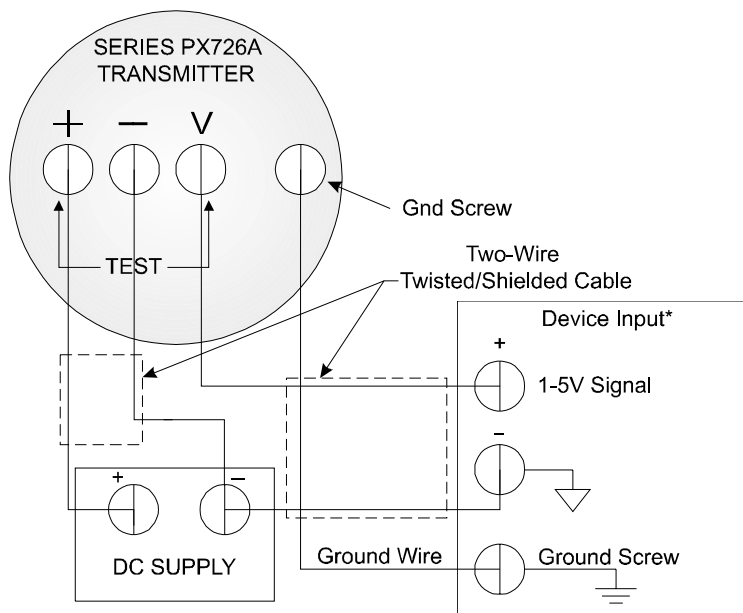 SERIES PX726A
TRANSMITTER
+ — V
Gnd Screw
TEST
Two-Wire
Twisted/Shielded Cable
Device Input*
+
1-5V Signal
-
+ -
DC SUPPLY
Ground Wire
Ground Screw